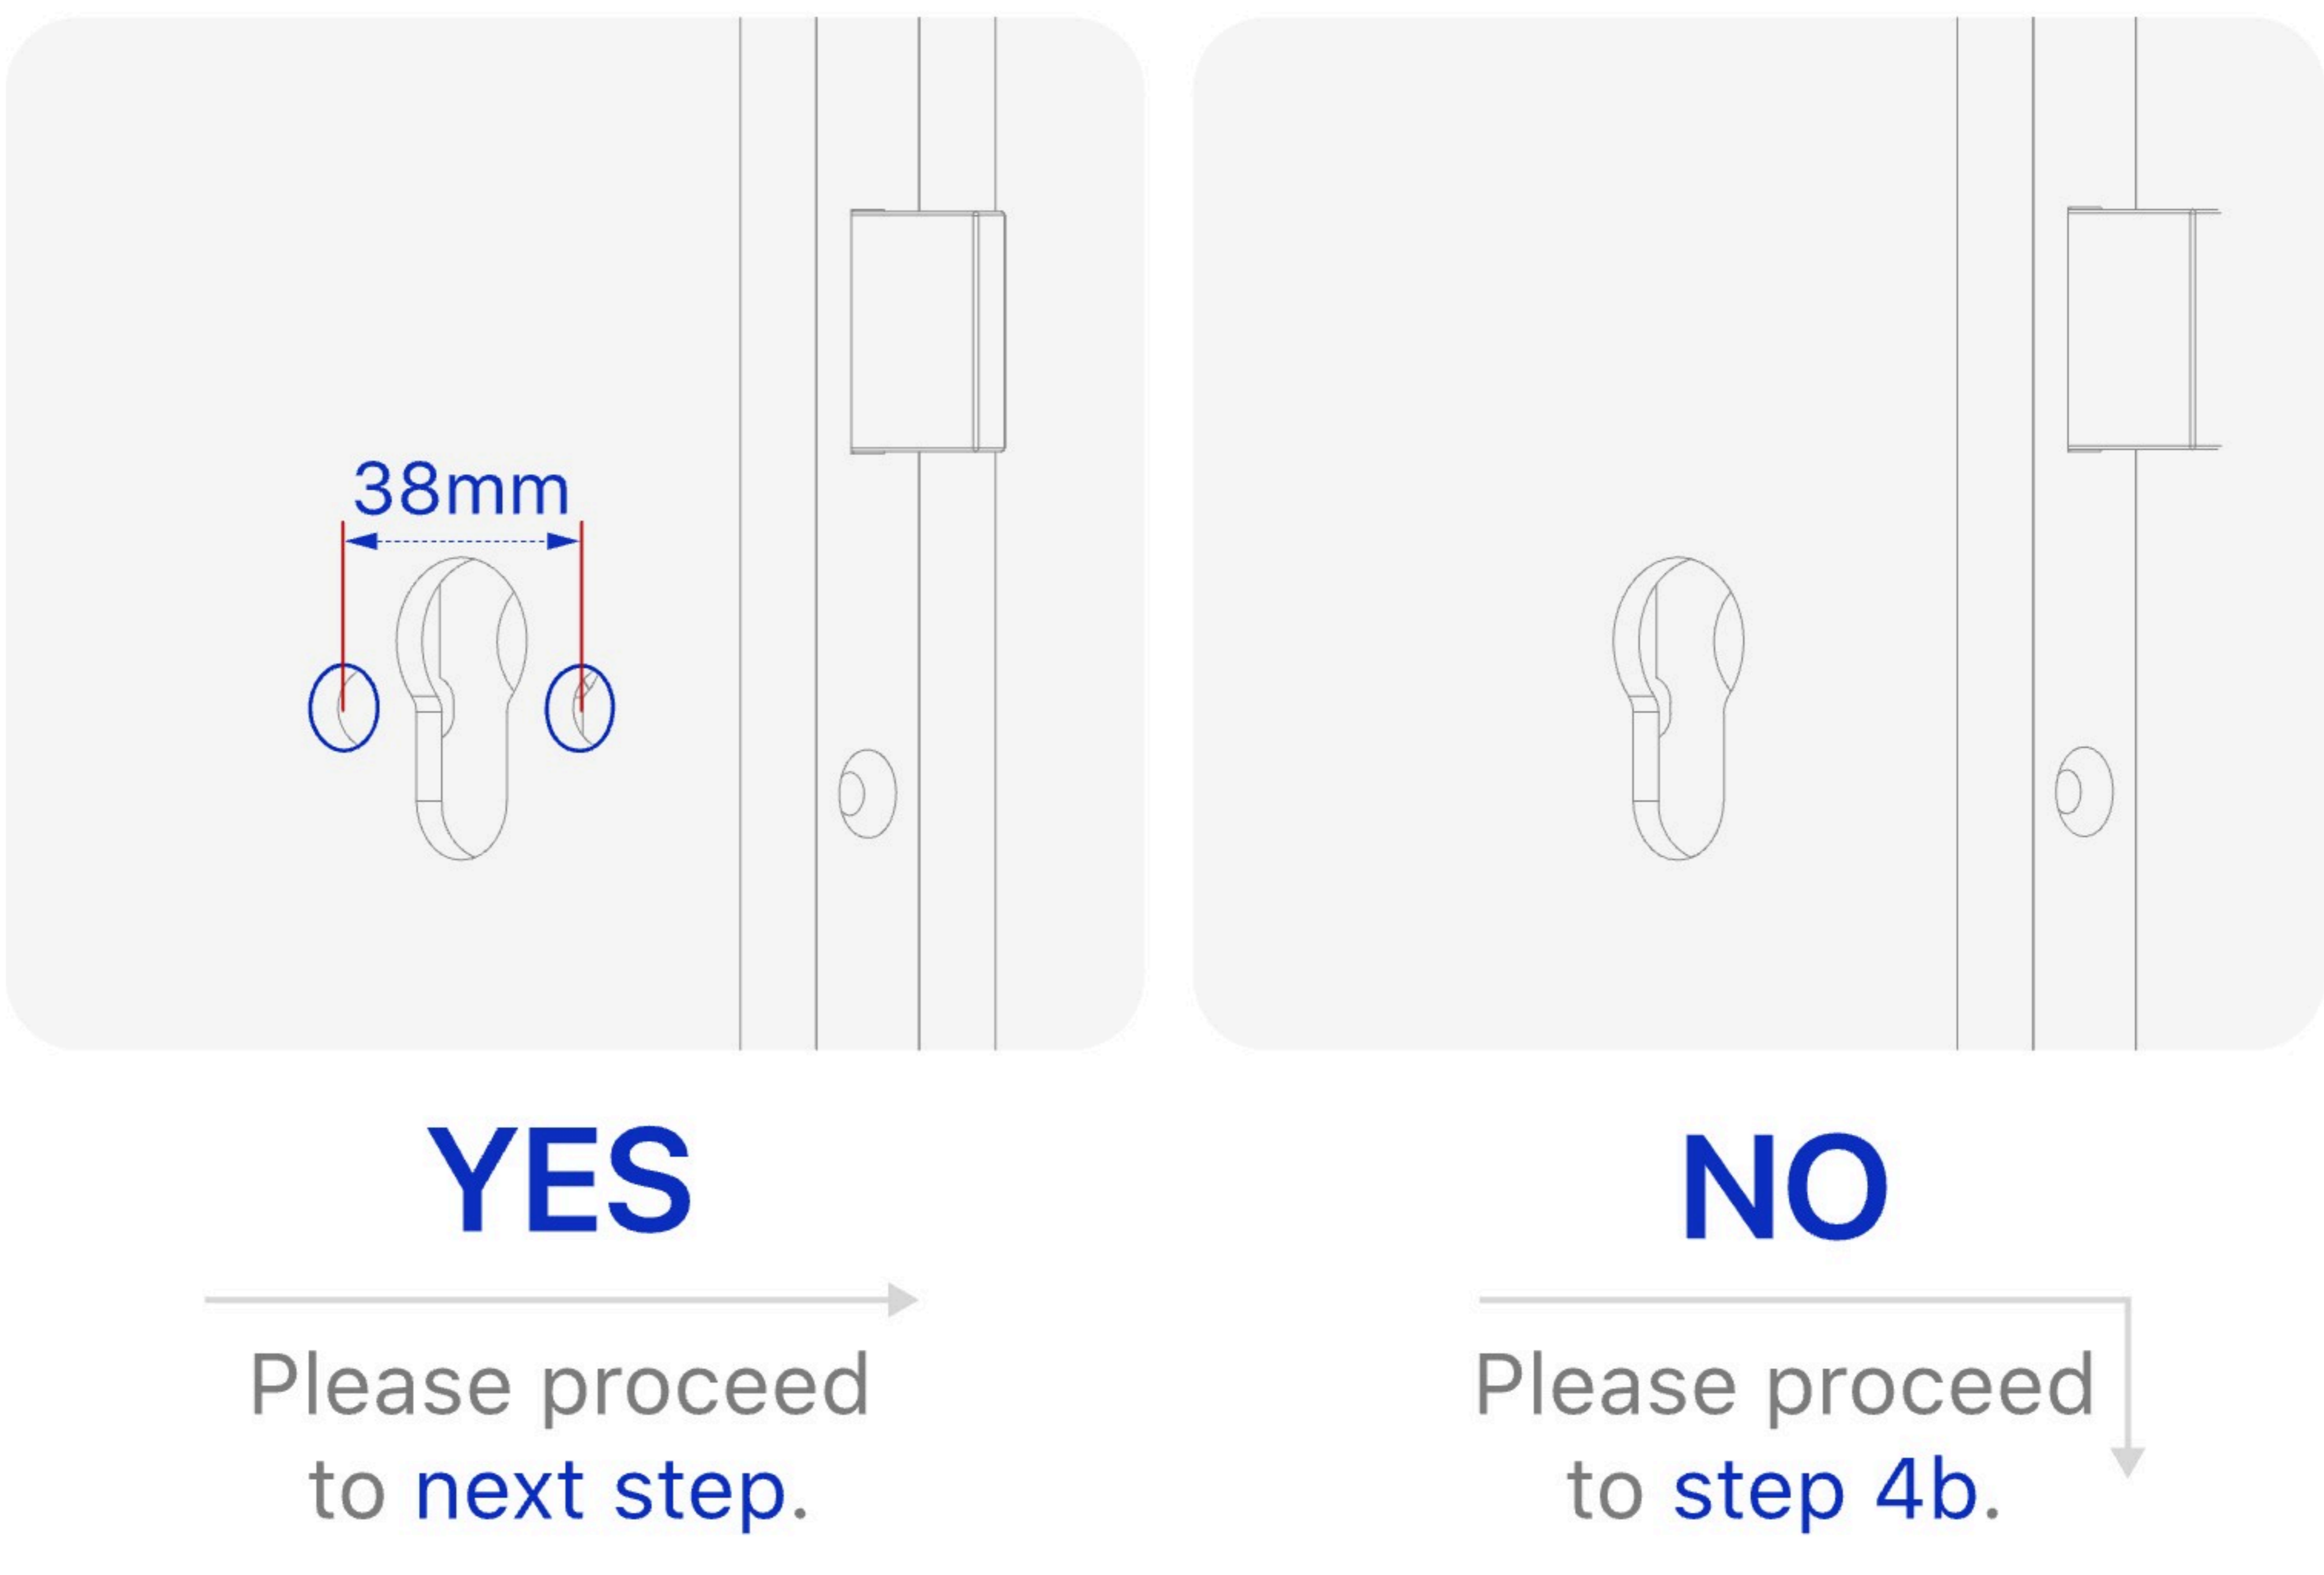 38mm
YES
Please proceed
to next step.
NO
Please proceed
to step 4b.